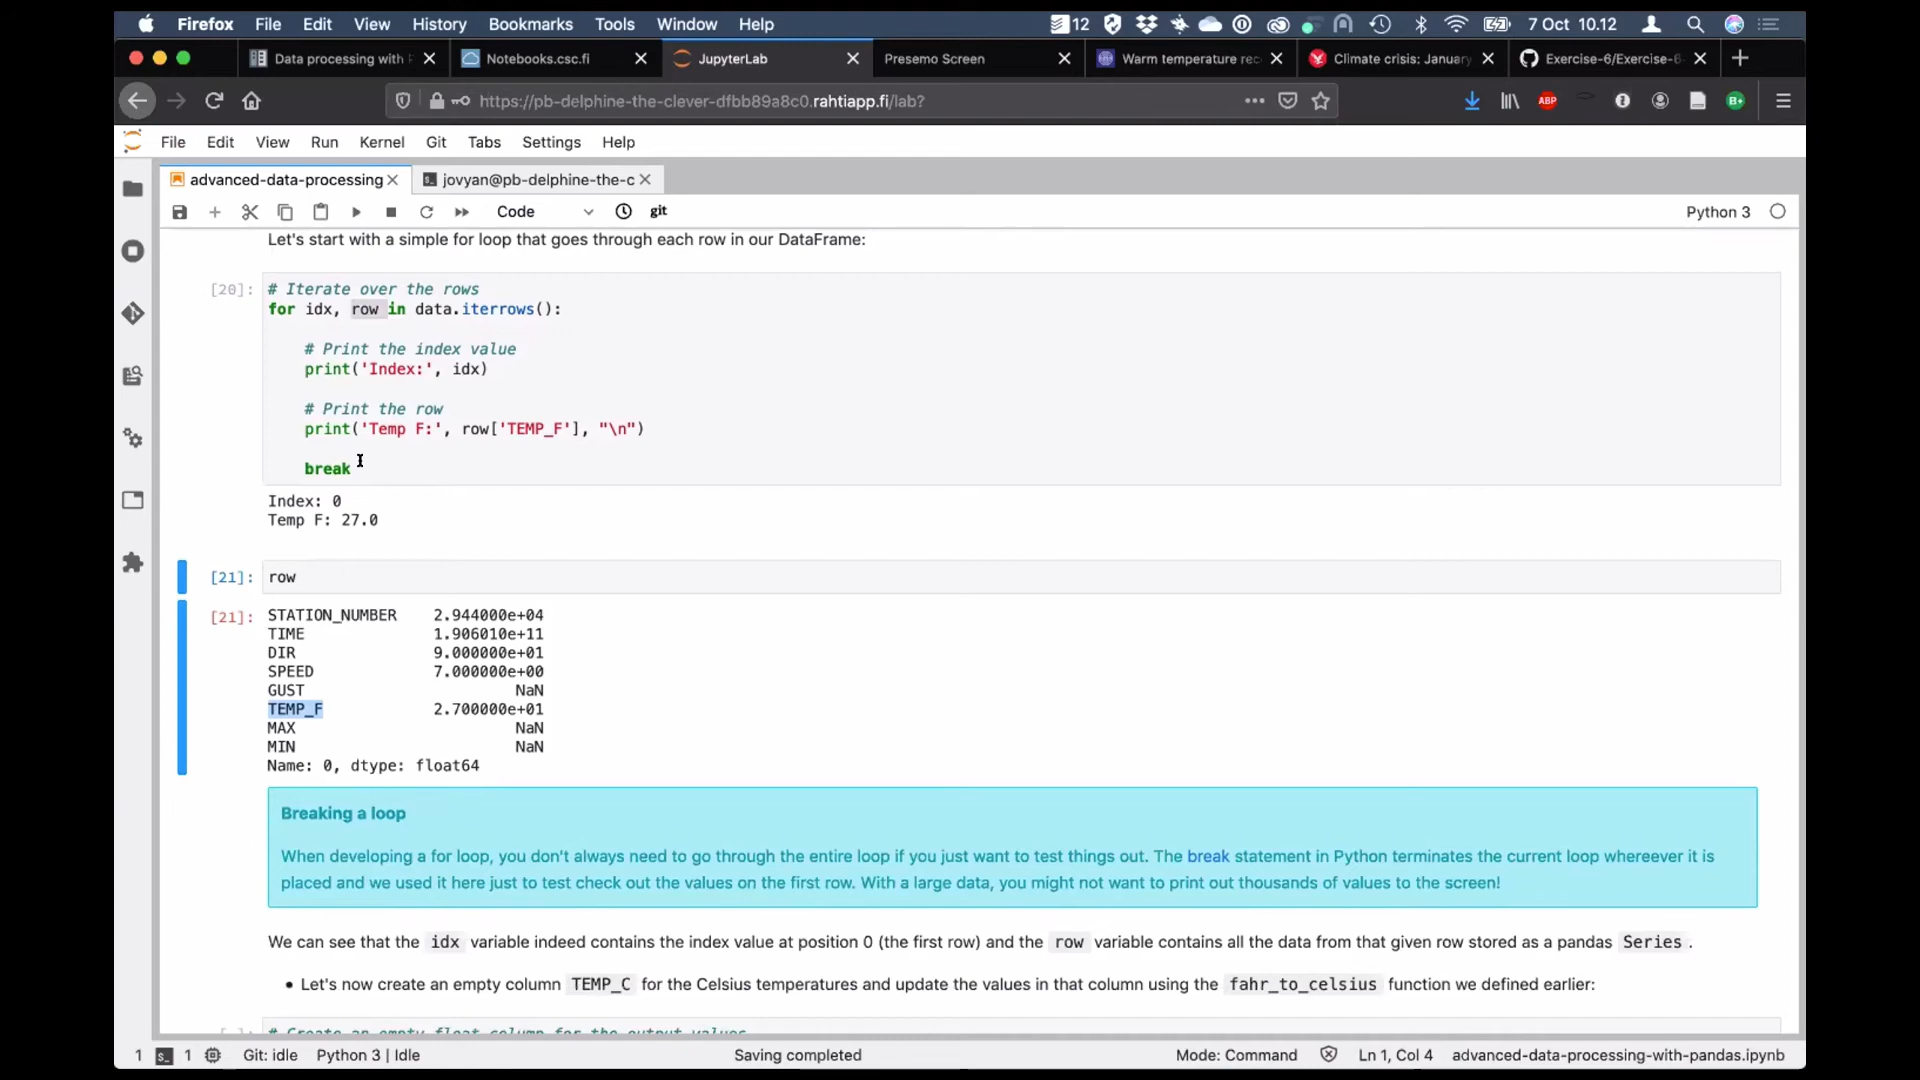 Firefox File Edit View History Bookmarks Tools Window Help 12 7 Oct 10.12
Data processing with Notebooks.csc.fi JupyterLab Presemo Screen Warm temperature rec Climate crisis: January Exercise-6/Exercise-6-
https://pb-delphine-the-clever-dfbb89a8c0.rahtiapp.fi/lab? ABP B+
File Edit View Run Kernel Git Tabs Settings Help
advanced-data-processing jovyan@pb-delphine-the-c
Code git Python 3
Let's start with a simple for loop that goes through each row in our DataFrame:
[20]: # Iterate over the rows
for idx, row in data.iterrows():
# Print the index value
print('Index:', idx)
# Print the row
print('Temp F:', row['TEMP_F'], "\n")
break
Index: 0
Temp F: 27.0
[21]: row
[21]: STATION_NUMBER 2.944000e+04
TIME 1.906010e+11
DIR 9.000000e+01
SPEED 7.000000e+00
GUST NaN
TEMP_F 2.700000e+01
MAX NaN
MIN NaN
Name: 0, dtype: float64
Breaking a loop
When developing a for loop, you don't always need to go through the entire loop if you just want to test things out. The break statement in Python terminates the current loop whereever it is
placed and we used it here just to test check out the values on the first row. With a large data, you might not want to print out thousands of values to the screen!
We can see that the idx variable indeed contains the index value at position 0 (the first row) and the row variable contains all the data from that given row stored as a pandas Series .
• Let's now create an empty column TEMP_C for the Celsius temperatures and update the values in that column using the fahr_to_celsius function we defined earlier:
[ ]: # Create an empty float column for the output values
1 1 Git: idle Python 3 | Idle Saving completed Mode: Command Ln 1, Col 4 advanced-data-processing-with-pandas.ipynb